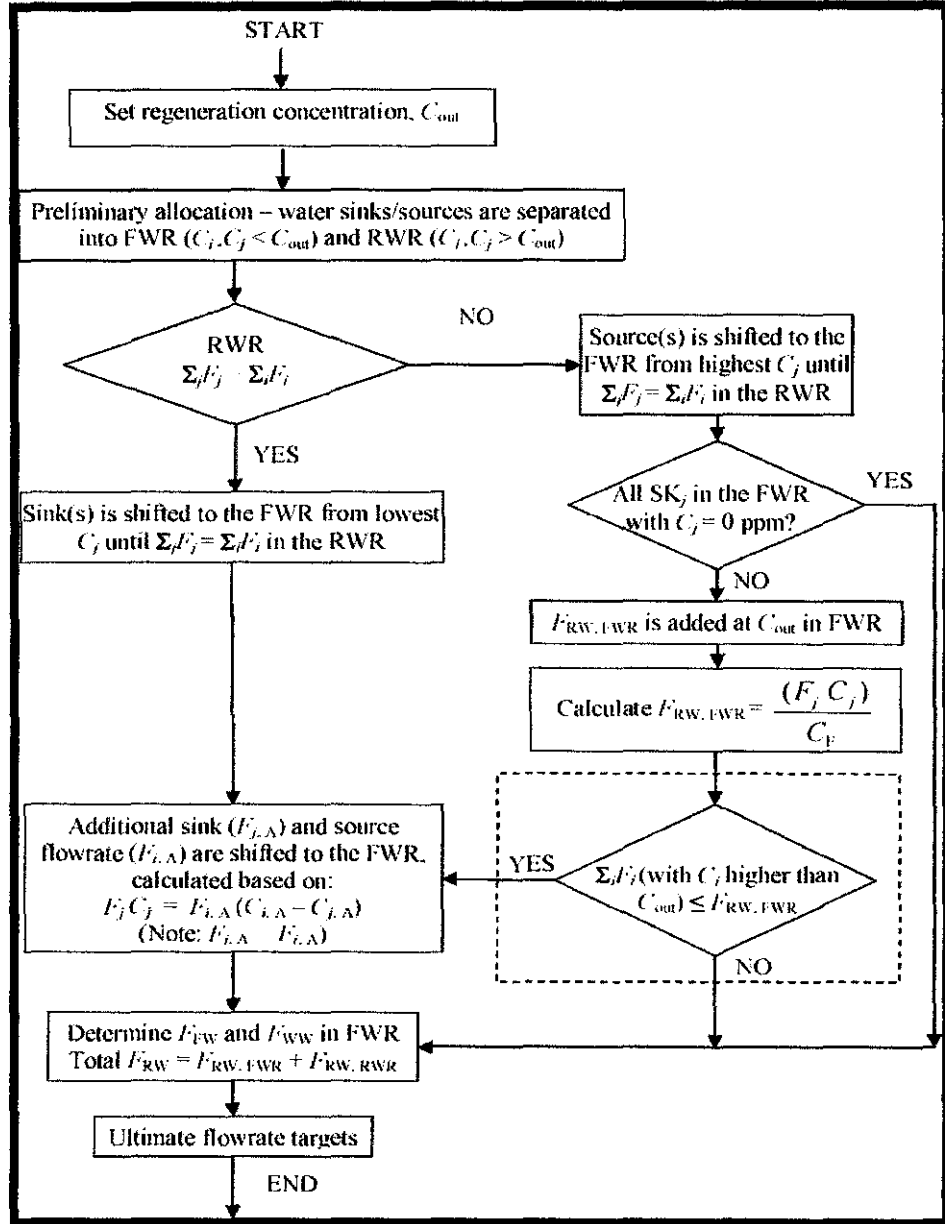 START
Set regeneration concentration, C_out
Preliminary allocation – water sinks/sources are separated
into FWR (C_i, C_j < C_out) and RWR (C_i, C_j > C_out)
RWR
Σ_jF_j Σ_iF_i
NO
YES
Source(s) is shifted to the
FWR from highest C_j until
Σ_jF_j = Σ_iF_i in the RWR
Sink(s) is shifted to the FWR from lowest
C_j until Σ_jF_j = Σ_iF_i in the RWR
All SK_j in the FWR
with C_j = 0 ppm?
YES
NO
F_RW, FWR is added at C_out in FWR
Calculate F_RW, FWR = (F_j C_j) / C_F
Σ_iF_i (with C_i higher than
C_out) ≤ F_RW, FWR
YES
NO
Additional sink (F_j, A) and source
flowrate (F_i, A) are shifted to the FWR,
calculated based on:
F_jC_j = F_i, A (C_i, A – C_j, A)
(Note: F_i, A F_i, A)
Determine F_FW and F_WW in FWR
Total F_RW = F_RW, FWR + F_RW, RWR
Ultimate flowrate targets
END